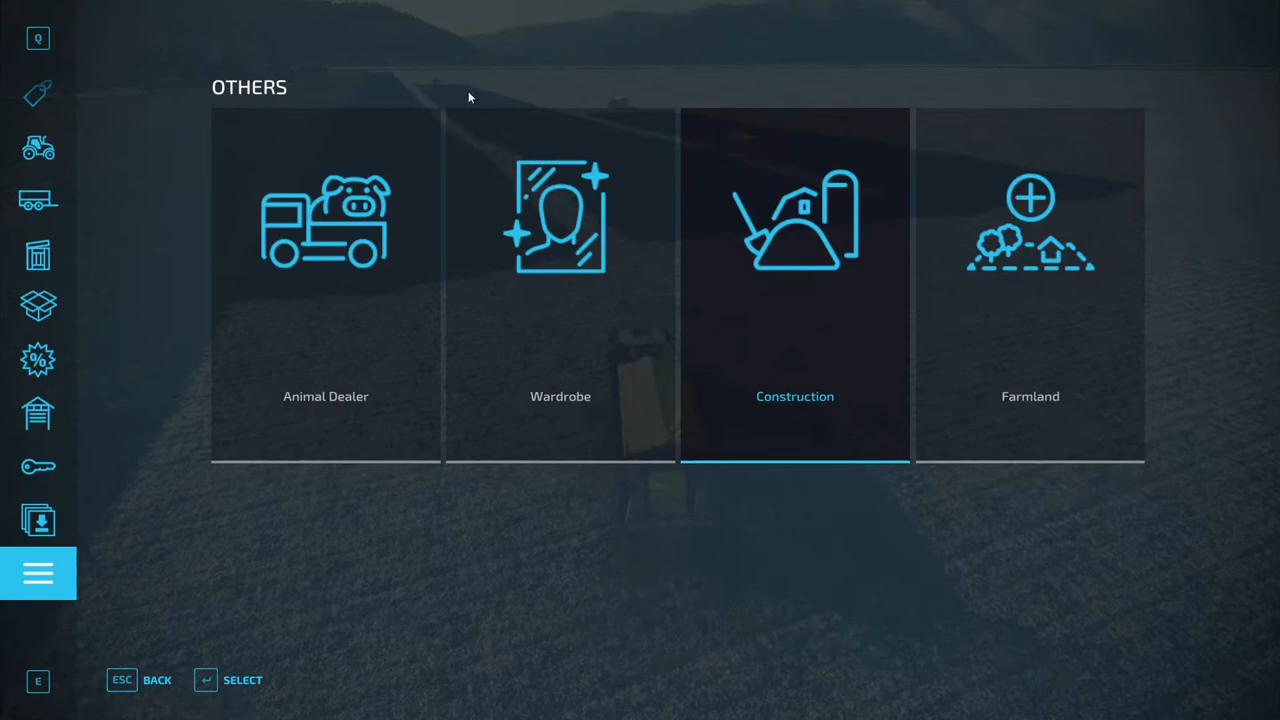 Q
OTHERS
%
Animal Dealer
Wardrobe
Construction
Farmland
E
ESC BACK
SELECT